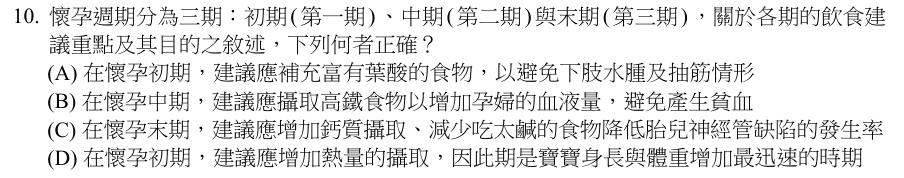 10. 懷孕週期分為三期：初期(第一期)、中期(第二期)與末期(第三期)，關於各期的飲食建
議重點及其目的之敘述，下列何者正確？
(A) 在懷孕初期，建議應補充富有葉酸的食物，以避免下肢水腫及抽筋情形
(B) 在懷孕中期，建議應攝取高鐵食物以增加孕婦的血液量，避免產生貧血
(C) 在懷孕末期，建議應增加鈣質攝取、減少吃太鹹的食物降低胎兒神經管缺陷的發生率
(D) 在懷孕初期，建議應增加熱量的攝取，因此期是寶寶身長與體重增加最迅速的時期